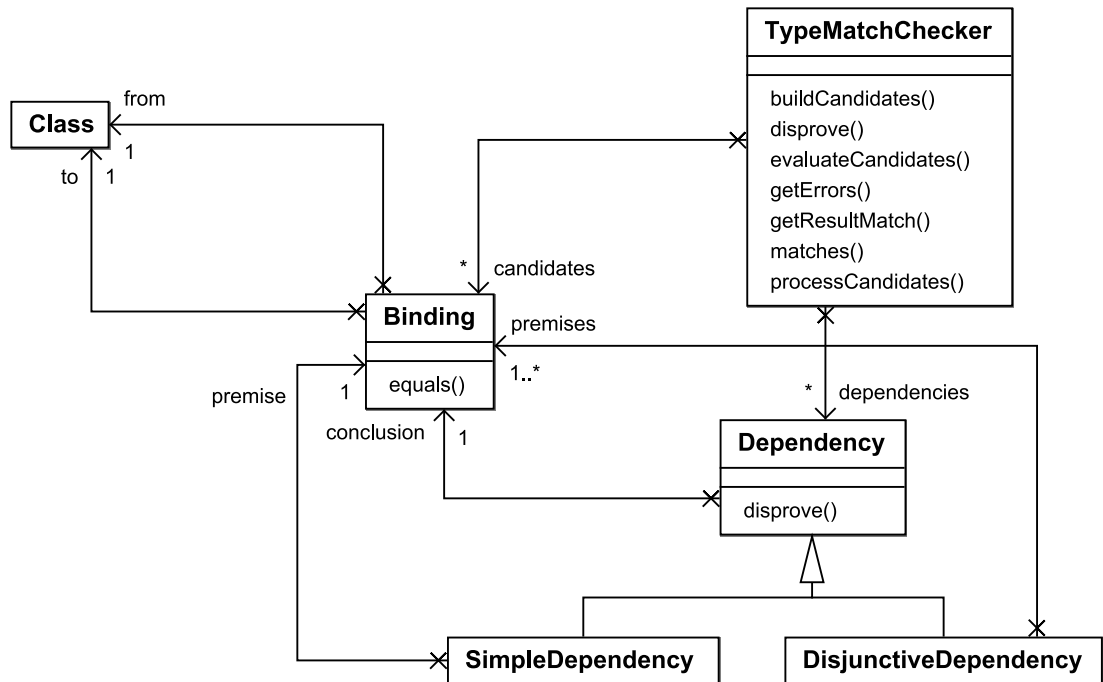 TypeMatchChecker
buildCandidates()
disprove()
evaluateCandidates()
getErrors()
getResultMatch()
matches()
processCandidates()
from
Class
1
to
1
*
candidates
Binding
equals()
premises
1..*
premise
1
conclusion
1
*
dependencies
Dependency
disprove()
SimpleDependency
DisjunctiveDependency